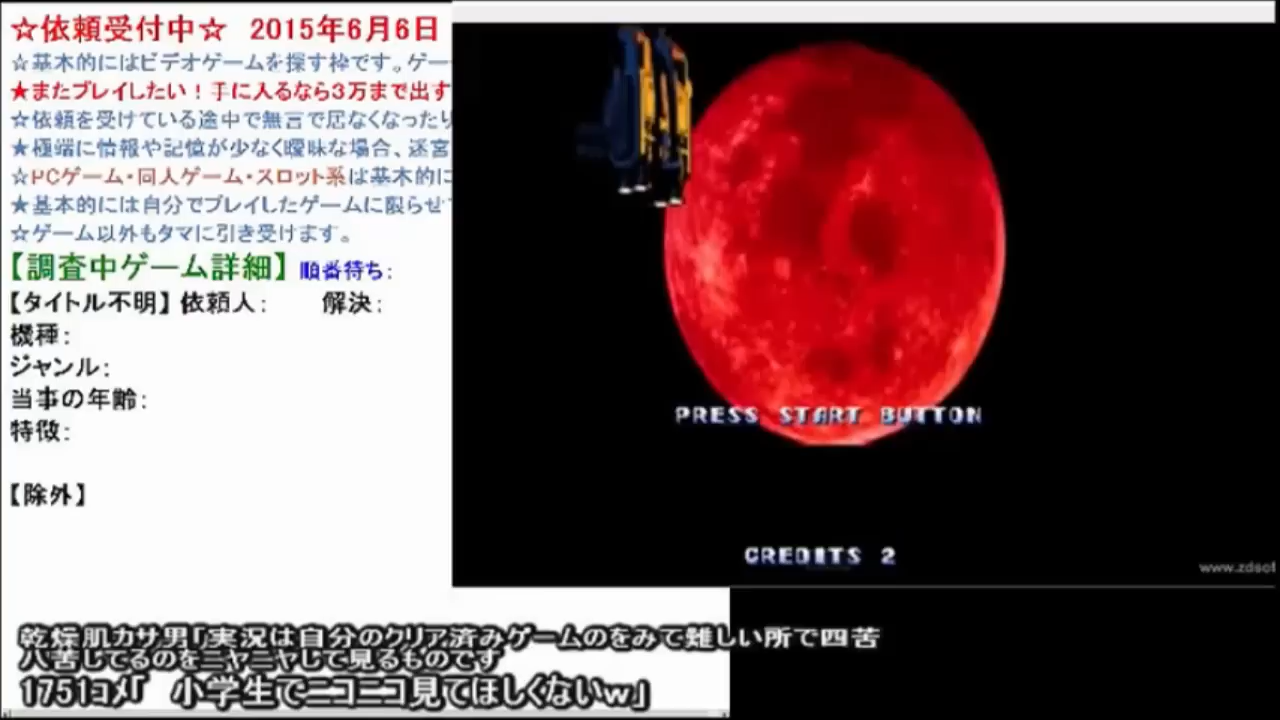 ☆依頼受付中☆ 2015年6月6日
☆基本的にはビデオゲームを探す枠です。ゲー
★またプレイしたい！手に入るなら3万まで出す
☆依頼を受けている途中で無言で居なくなったり
★極端に情報や記憶が少なく曖昧な場合、迷宮
☆PCゲーム・同人ゲーム・スロット系は基本的に
★基本的には自分でプレイしたゲームに限らせ
☆ゲーム以外もタマに引き受けます。
【調査中ゲーム詳細】 順番待ち：
【タイトル不明】 依頼人： 解決：
機種：
ジャンル：
当事の年齢：
特徴：
【除外】
PRESS START BUTTON
CREDITS 2
www.zdsof
乾燥肌カサ男「実況は自分のクリア済みゲームのをみて難しい所で四苦
八苦してるのをニヤニヤして見るものです
1751ｺﾒ「 小学生でニコニコ見てほしくないｗ」